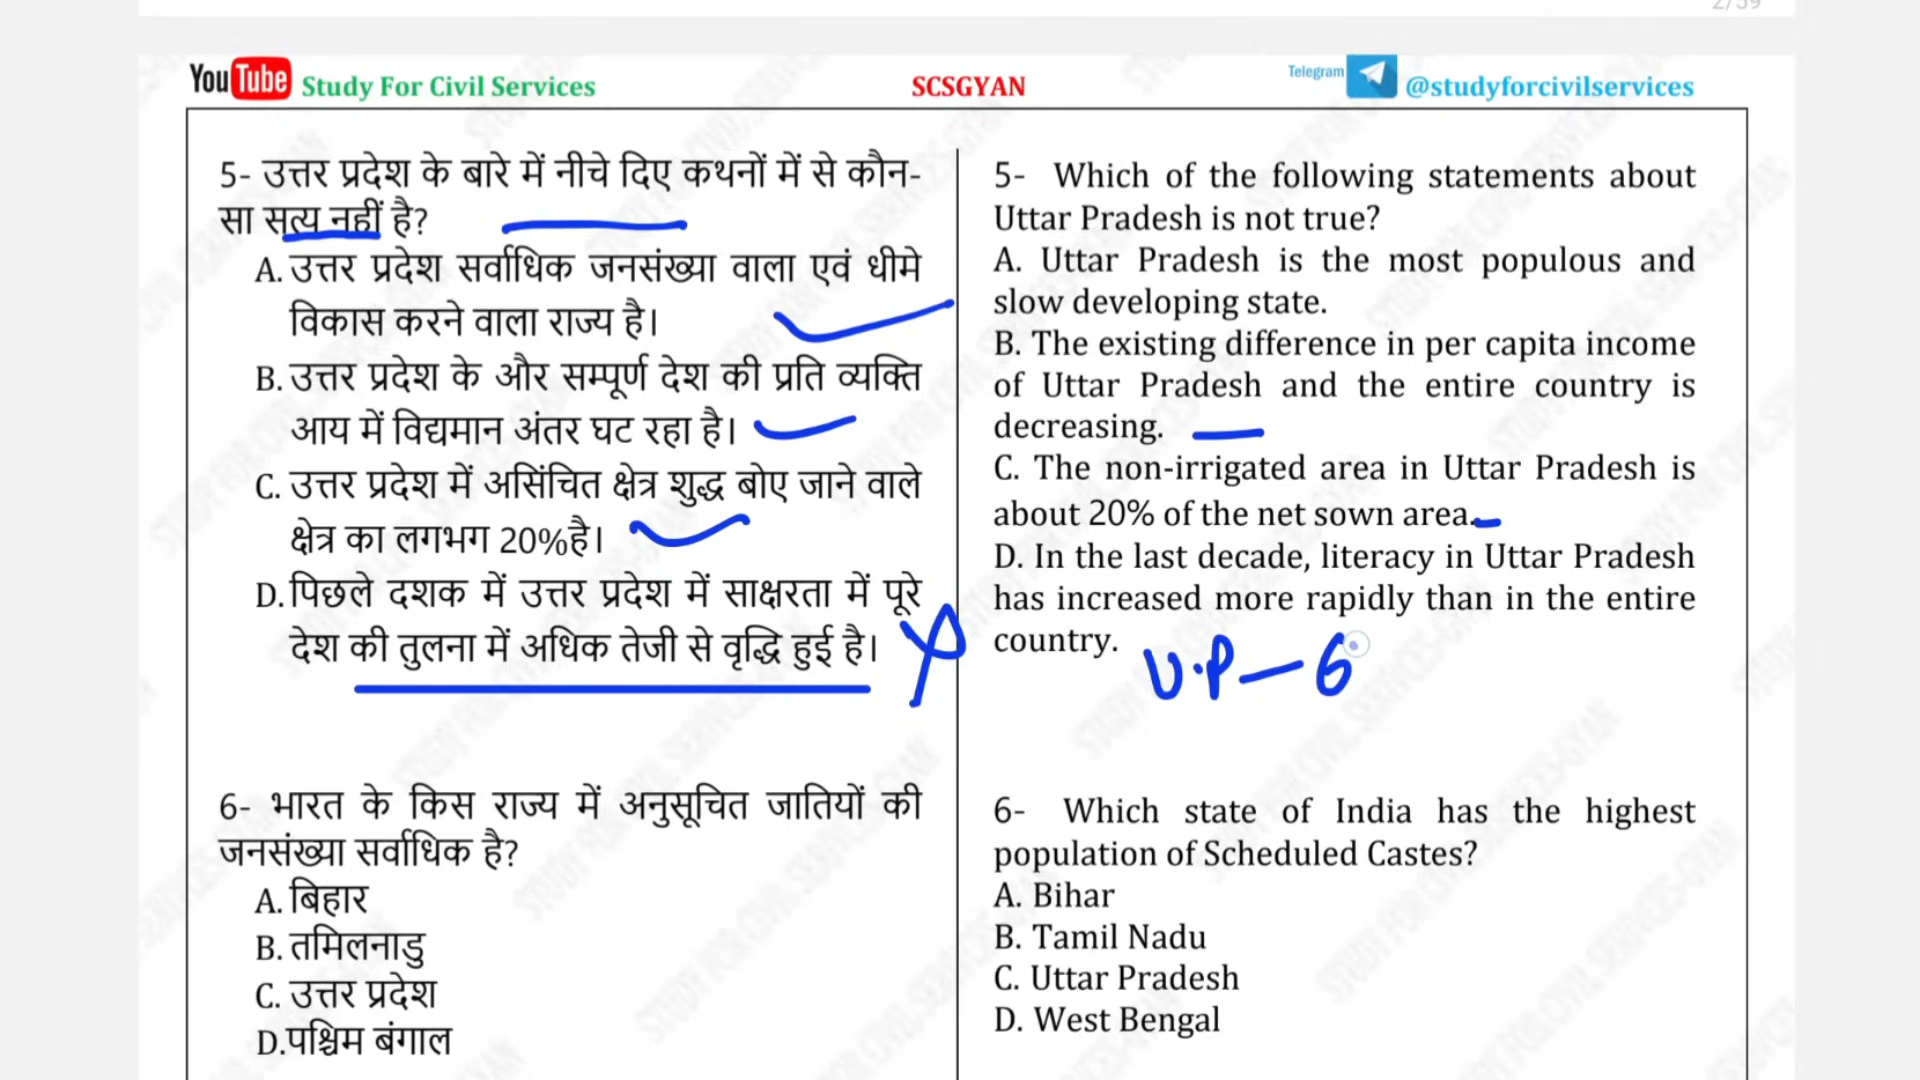 2/59
YouTube Study For Civil Services
SCSGYAN
Telegram @studyforcivilservices
5- उत्तर प्रदेश के बारे में नीचे दिए कथनों में से कौन-
सा सत्य नहीं है?
A. उत्तर प्रदेश सर्वाधिक जनसंख्या वाला एवं धीमे
विकास करने वाला राज्य है।
B. उत्तर प्रदेश के और सम्पूर्ण देश की प्रति व्यक्ति
आय में विद्यमान अंतर घट रहा है।
C. उत्तर प्रदेश में असिंचित क्षेत्र शुद्ध बोए जाने वाले
क्षेत्र का लगभग 20%है।
D. पिछले दशक में उत्तर प्रदेश में साक्षरता में पूरे
देश की तुलना में अधिक तेजी से वृद्धि हुई है।
6- भारत के किस राज्य में अनुसूचित जातियों की
जनसंख्या सर्वाधिक है?
A. बिहार
B. तमिलनाडु
C. उत्तर प्रदेश
D.पश्चिम बंगाल
5- Which of the following statements about
Uttar Pradesh is not true?
A. Uttar Pradesh is the most populous and
slow developing state.
B. The existing difference in per capita income
of Uttar Pradesh and the entire country is
decreasing.
C. The non-irrigated area in Uttar Pradesh is
about 20% of the net sown area.
D. In the last decade, literacy in Uttar Pradesh
has increased more rapidly than in the entire
country.
U.P – 6
6- Which state of India has the highest
population of Scheduled Castes?
A. Bihar
B. Tamil Nadu
C. Uttar Pradesh
D. West Bengal
STUDY FOR CIVIL SERVICES-GYAN